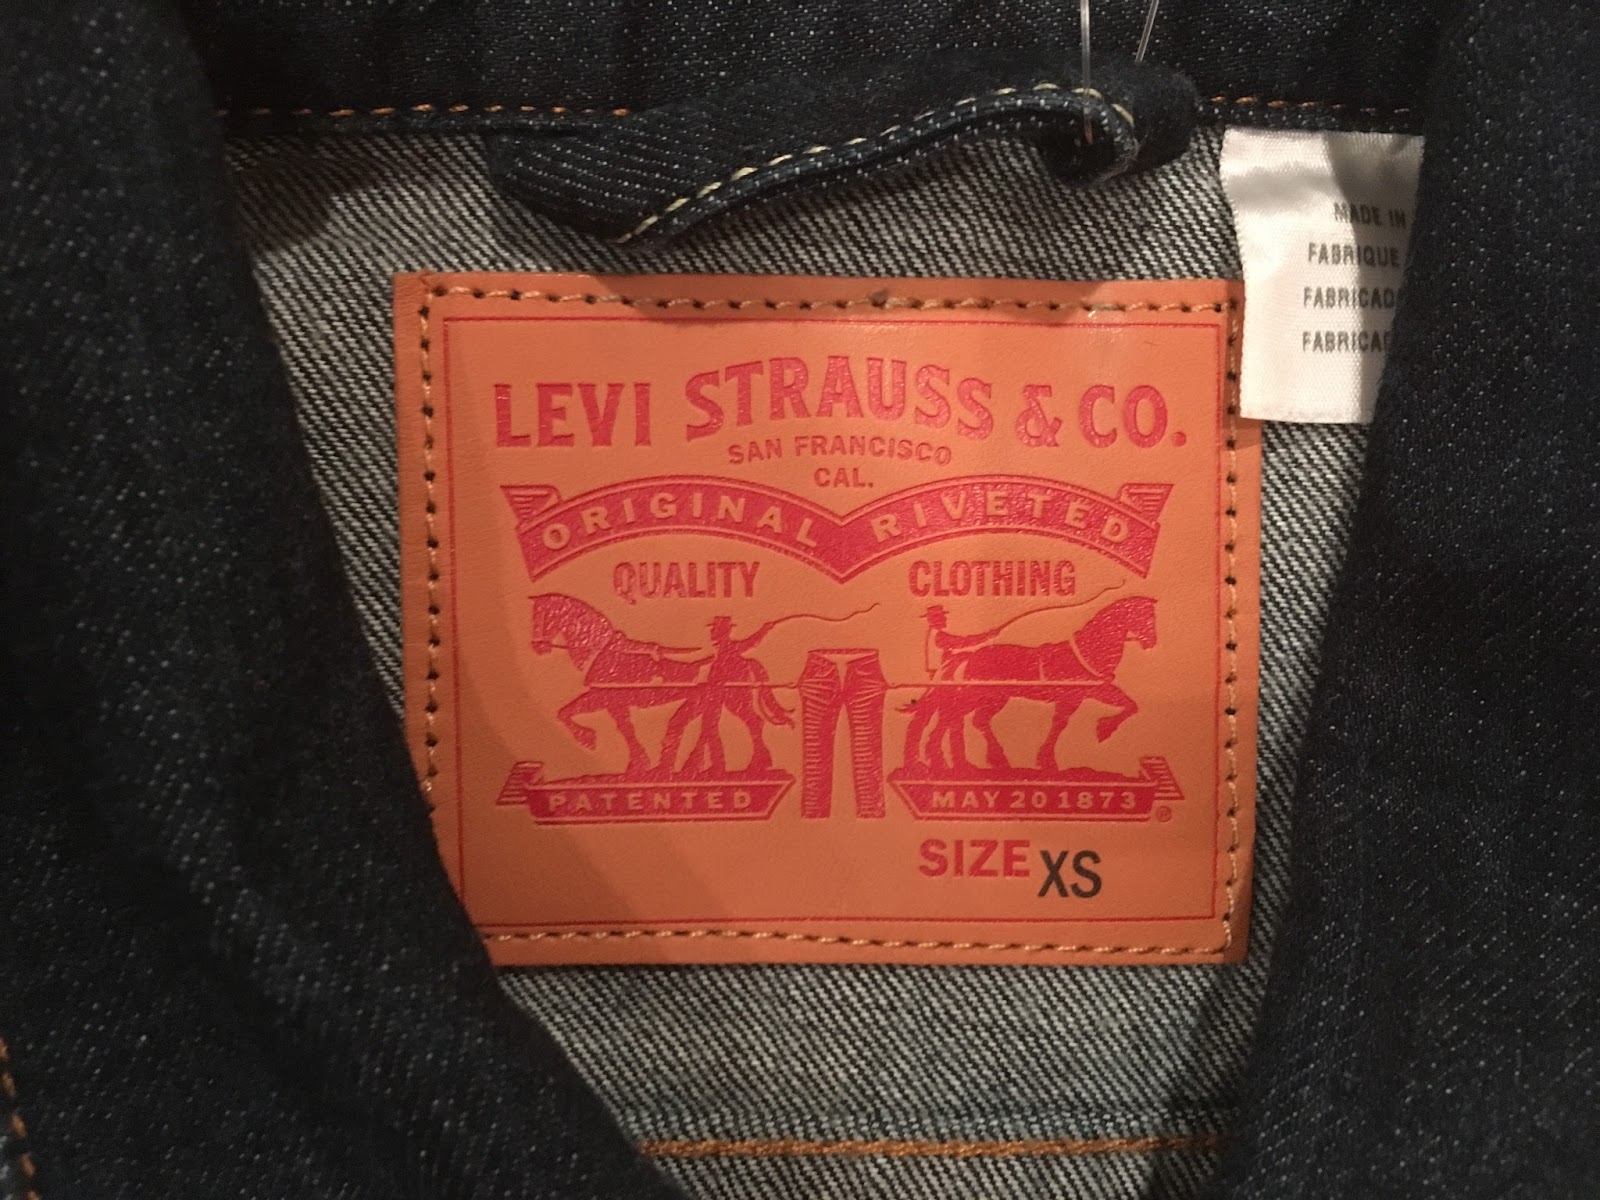 LEVI STRAUSS & CO.
SAN FRANCISCO
CAL.
ORIGINAL RIVETED
QUALITY CLOTHING
PATENTED MAY 20 1873 ®
SIZE XS
MADE IN
FABRIQUE